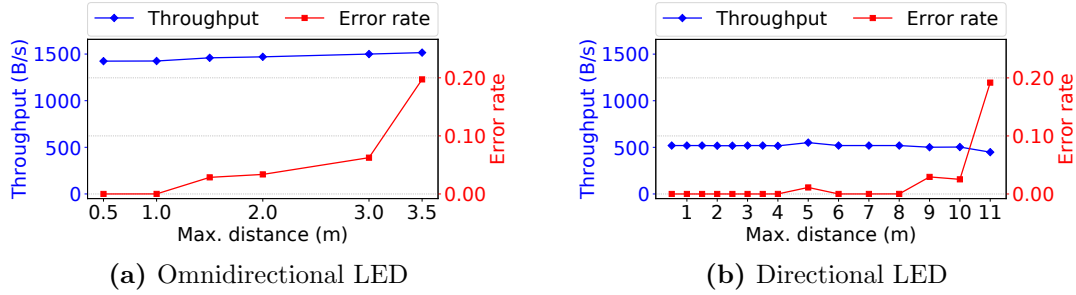 Throughput Error rate
Throughput (B/s)
1500
1000
500
0
0.20
0.10
0.00
Error rate
0.5 1.0 2.0 3.0 3.5
Max. distance (m)
(a) Omnidirectional LED
Throughput Error rate
Throughput (B/s)
1500
1000
500
0
0.20
0.10
0.00
Error rate
1 2 3 4 5 6 7 8 9 10 11
Max. distance (m)
(b) Directional LED